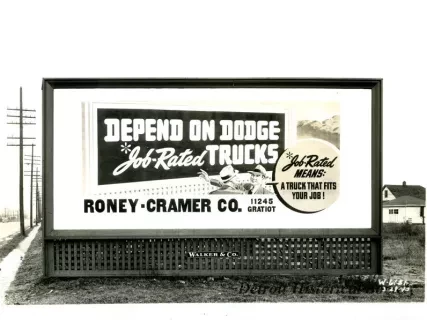 DEPEND ON DODGE
*Job-Rated TRUCKS
*Job-Rated
MEANS:
A TRUCK THAT FITS
YOUR JOB!
RONEY-CRAMER CO. 11245
GRATIOT
WALKER & CO.
Detroit Historical